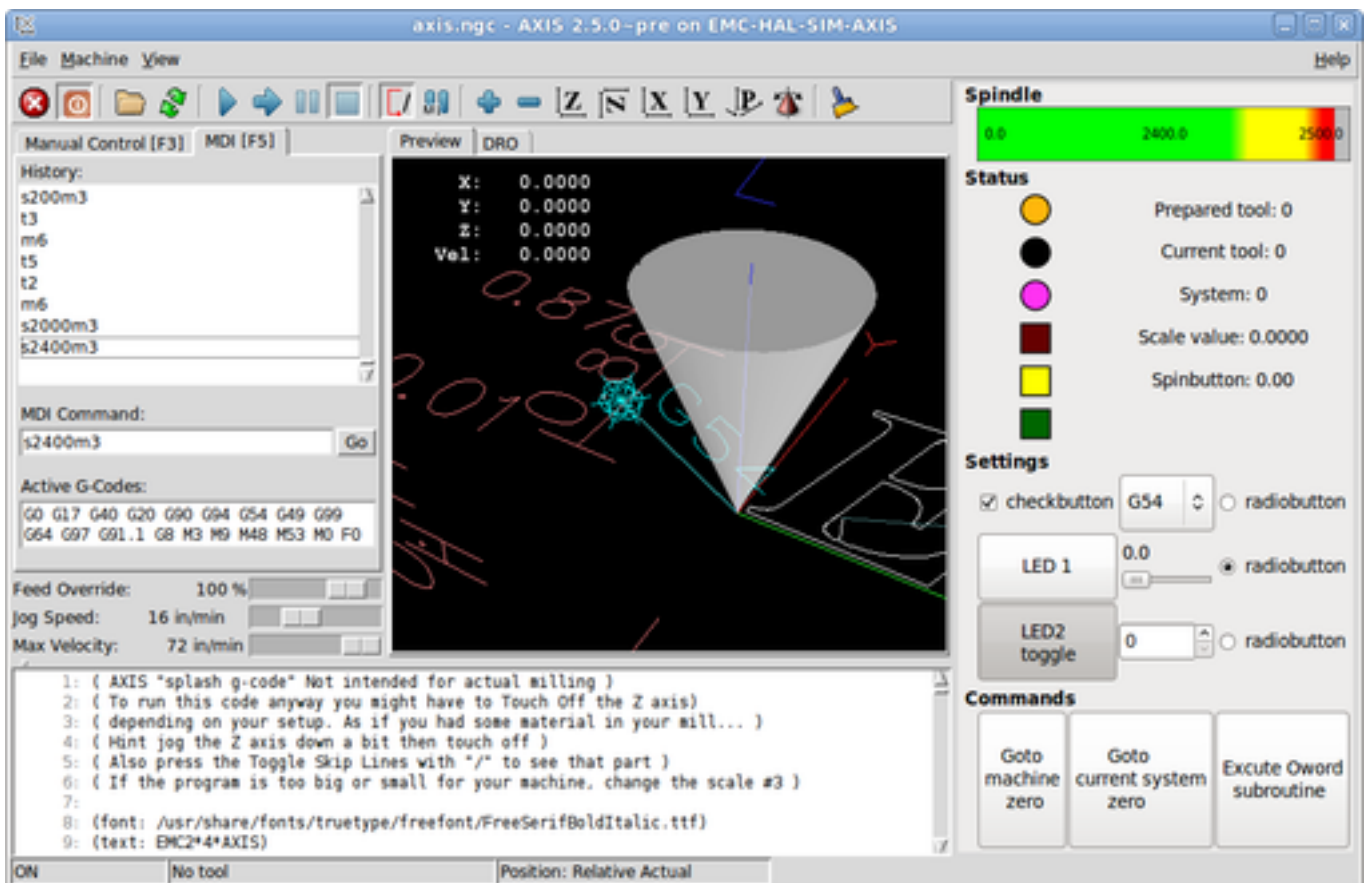 axis.ngc - AXIS 2.5.0~pre on EMC-HAL-SIM-AXIS
File Machine View Help
Manual Control [F3] MDI [F5]
History:
s200m3
t3
m6
t5
t2
m6
s2000m3
s2400m3
MDI Command:
s2400m3 Go
Active G-Codes:
G0 G17 G40 G20 G90 G94 G54 G49 G99
G64 G97 G91.1 G8 M3 M9 M48 M53 M0 F0
Feed Override: 100 %
Jog Speed: 16 in/min
Max Velocity: 72 in/min
Preview DRO
X: 0.0000
Y: 0.0000
Z: 0.0000
Vel: 0.0000
G54
Spindle
0.0 2400.0 2500.0
Status
Prepared tool: 0
Current tool: 0
System: 0
Scale value: 0.0000
Spinbutton: 0.00
Settings
checkbutton G54 radiobutton
LED 1 0.0 radiobutton
LED2 toggle 0 radiobutton
Commands
Goto machine zero
Goto current system zero
Excute Oword subroutine
1: ( AXIS "splash g-code" Not intended for actual milling )
2: ( To run this code anyway you might have to Touch Off the Z axis)
3: ( depending on your setup. As if you had some material in your mill... )
4: ( Hint jog the Z axis down a bit then touch off )
5: ( Also press the Toggle Skip Lines with "/" to see that part )
6: ( If the program is too big or small for your machine, change the scale #3 )
7:
8: (font: /usr/share/fonts/truetype/freefont/FreeSerifBoldItalic.ttf)
9: (text: EMC2*4*AXIS)
ON No tool Position: Relative Actual